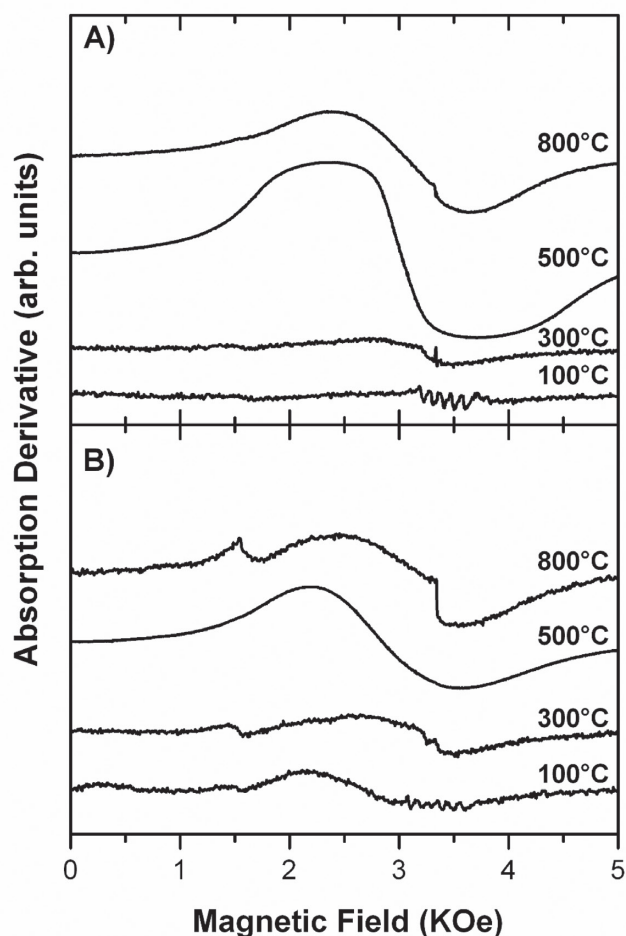 A)
800°C
500°C
300°C
100°C
B)
800°C
500°C
300°C
100°C
0 1 2 3 4 5
Magnetic Field (KOe)
Absorption Derivative (arb. units)